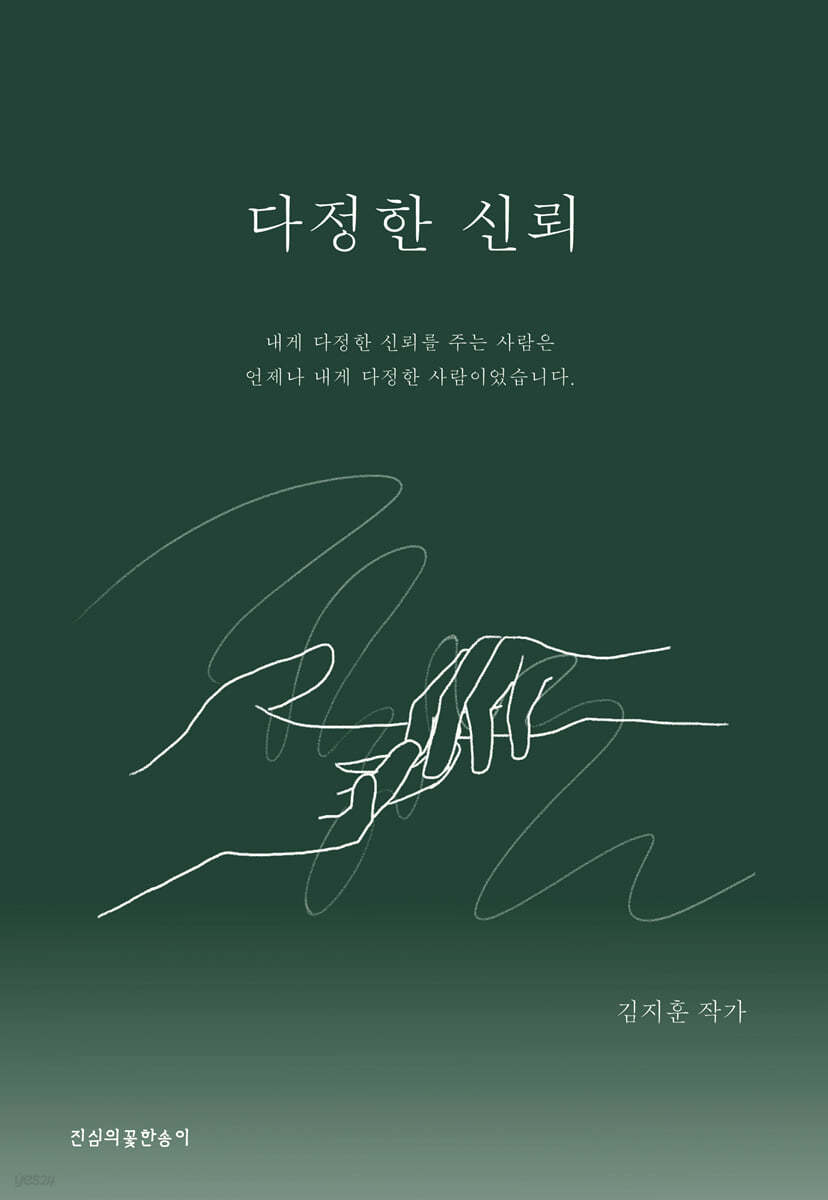 다정한 신뢰
내게 다정한 신뢰를 주는 사람은
언제나 내게 다정한 사람이었습니다.
김지훈 작가
진심의꽃한송이
yes24